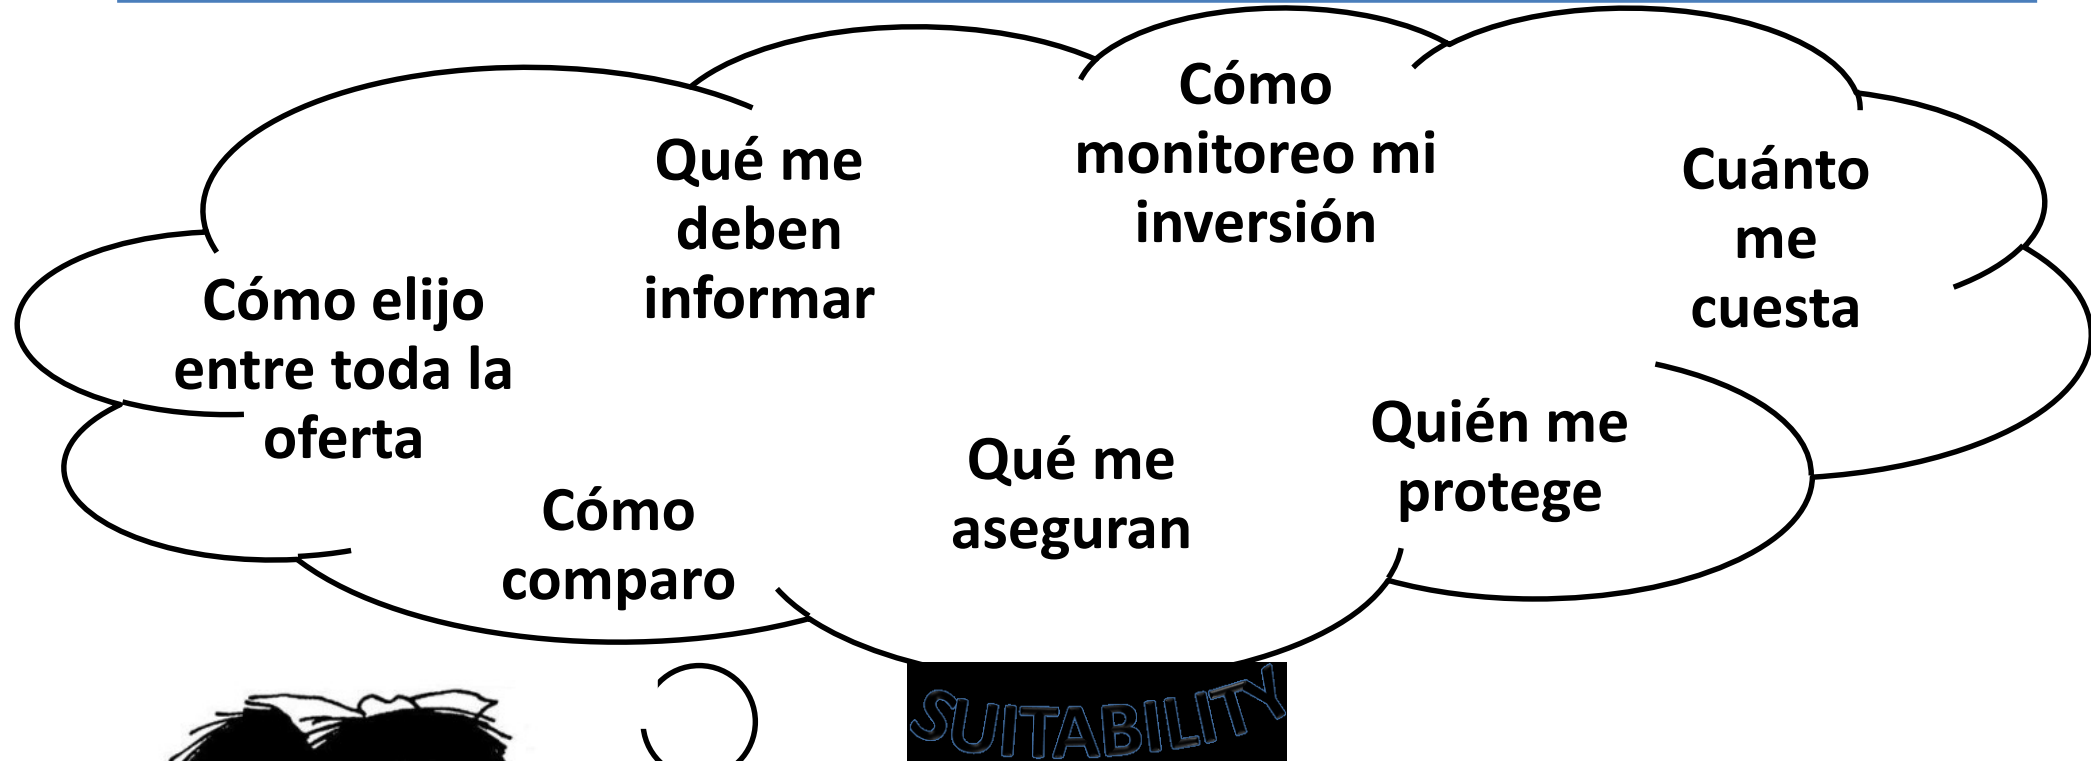 Cómo elijo
entre toda la
oferta
Qué me
deben
informar
Cómo
monitoreo mi
inversión
Cuánto
me
cuesta
Cómo
comparo
Qué me
aseguran
Quién me
protege
SUITABILITY